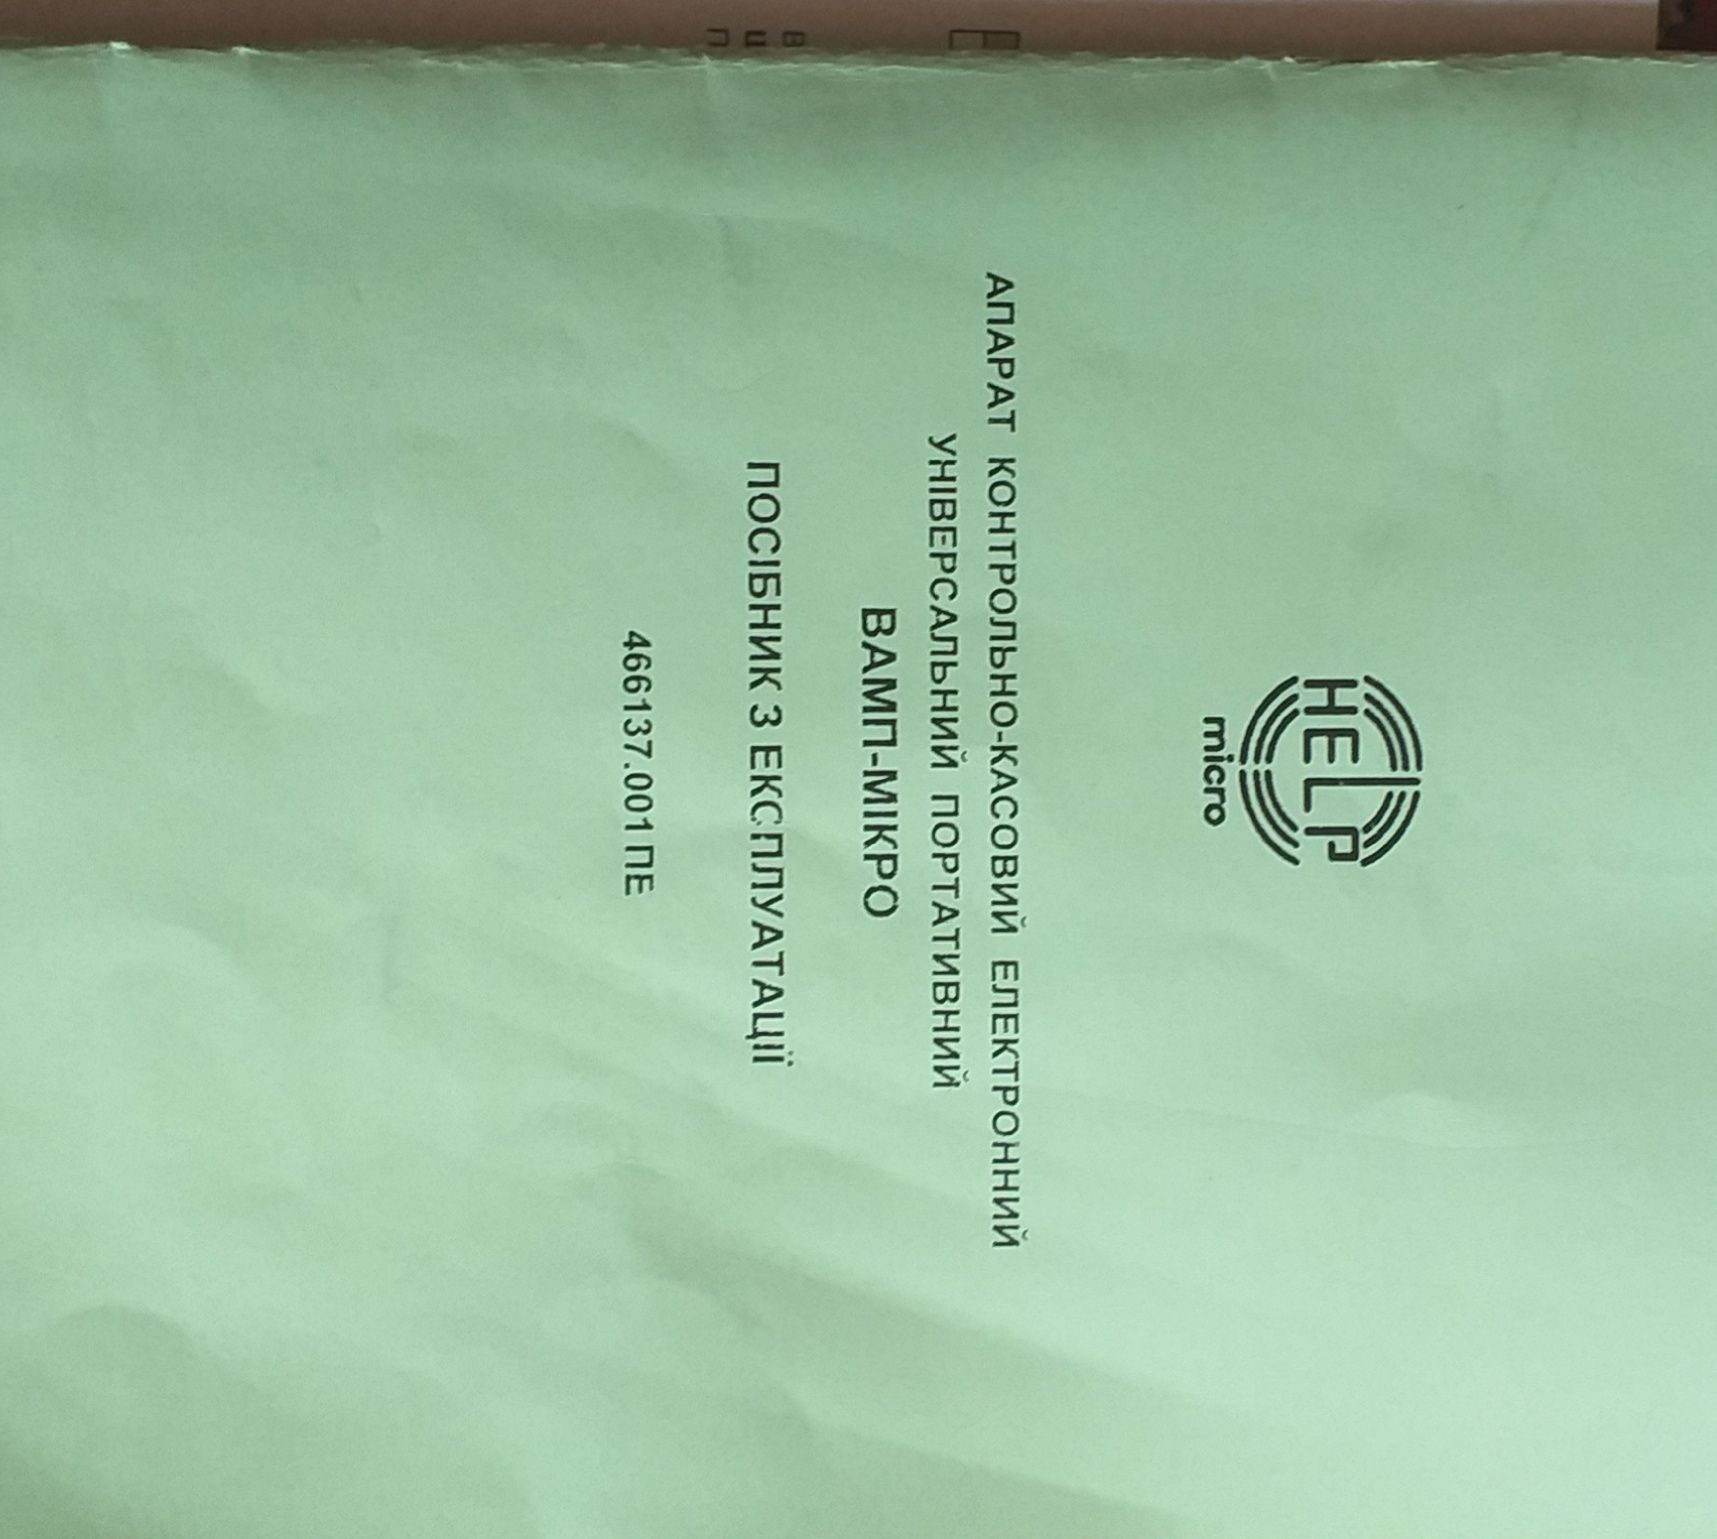 HELP
micro
АПАРАТ КОНТРОЛЬНО-КАСОВИЙ ЕЛЕКТРОННИЙ
УНІВЕРСАЛЬНИЙ ПОРТАТИВНИЙ
ВАМП-МІКРО
ПОСІБНИК З ЕКСПЛУАТАЦІЇ
466137.001 ПЕ